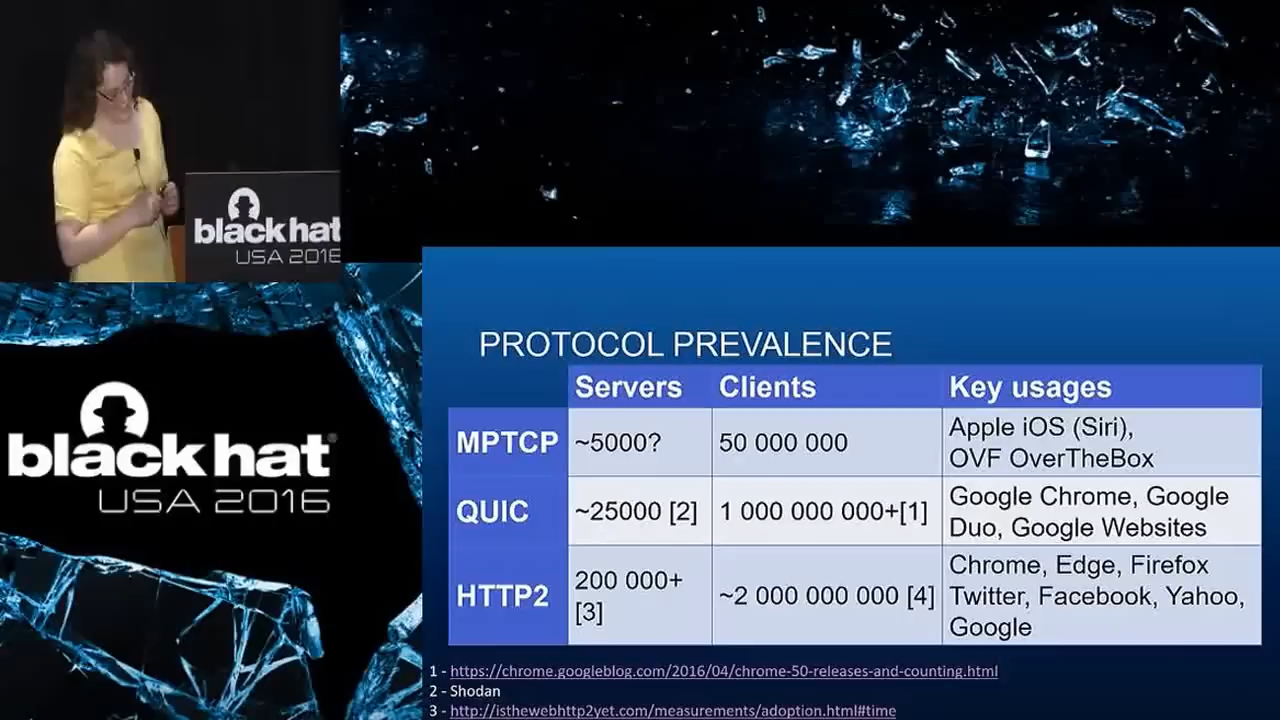 black hat
USA 2016
black hat
USA 2016
PROTOCOL PREVALENCE
Servers Clients Key usages
MPTCP ~5000? 50 000 000 Apple iOS (Siri),
OVF OverTheBox
QUIC ~25000 [2] 1 000 000 000+[1] Google Chrome, Google
Duo, Google Websites
HTTP2 200 000+
[3] ~2 000 000 000 [4] Chrome, Edge, Firefox
Twitter, Facebook, Yahoo,
Google
1 - https://chrome.googleblog.com/2016/04/chrome-50-releases-and-counting.html
2 - Shodan
3 - http://isthewebhttp2yet.com/measurements/adoption.html#time